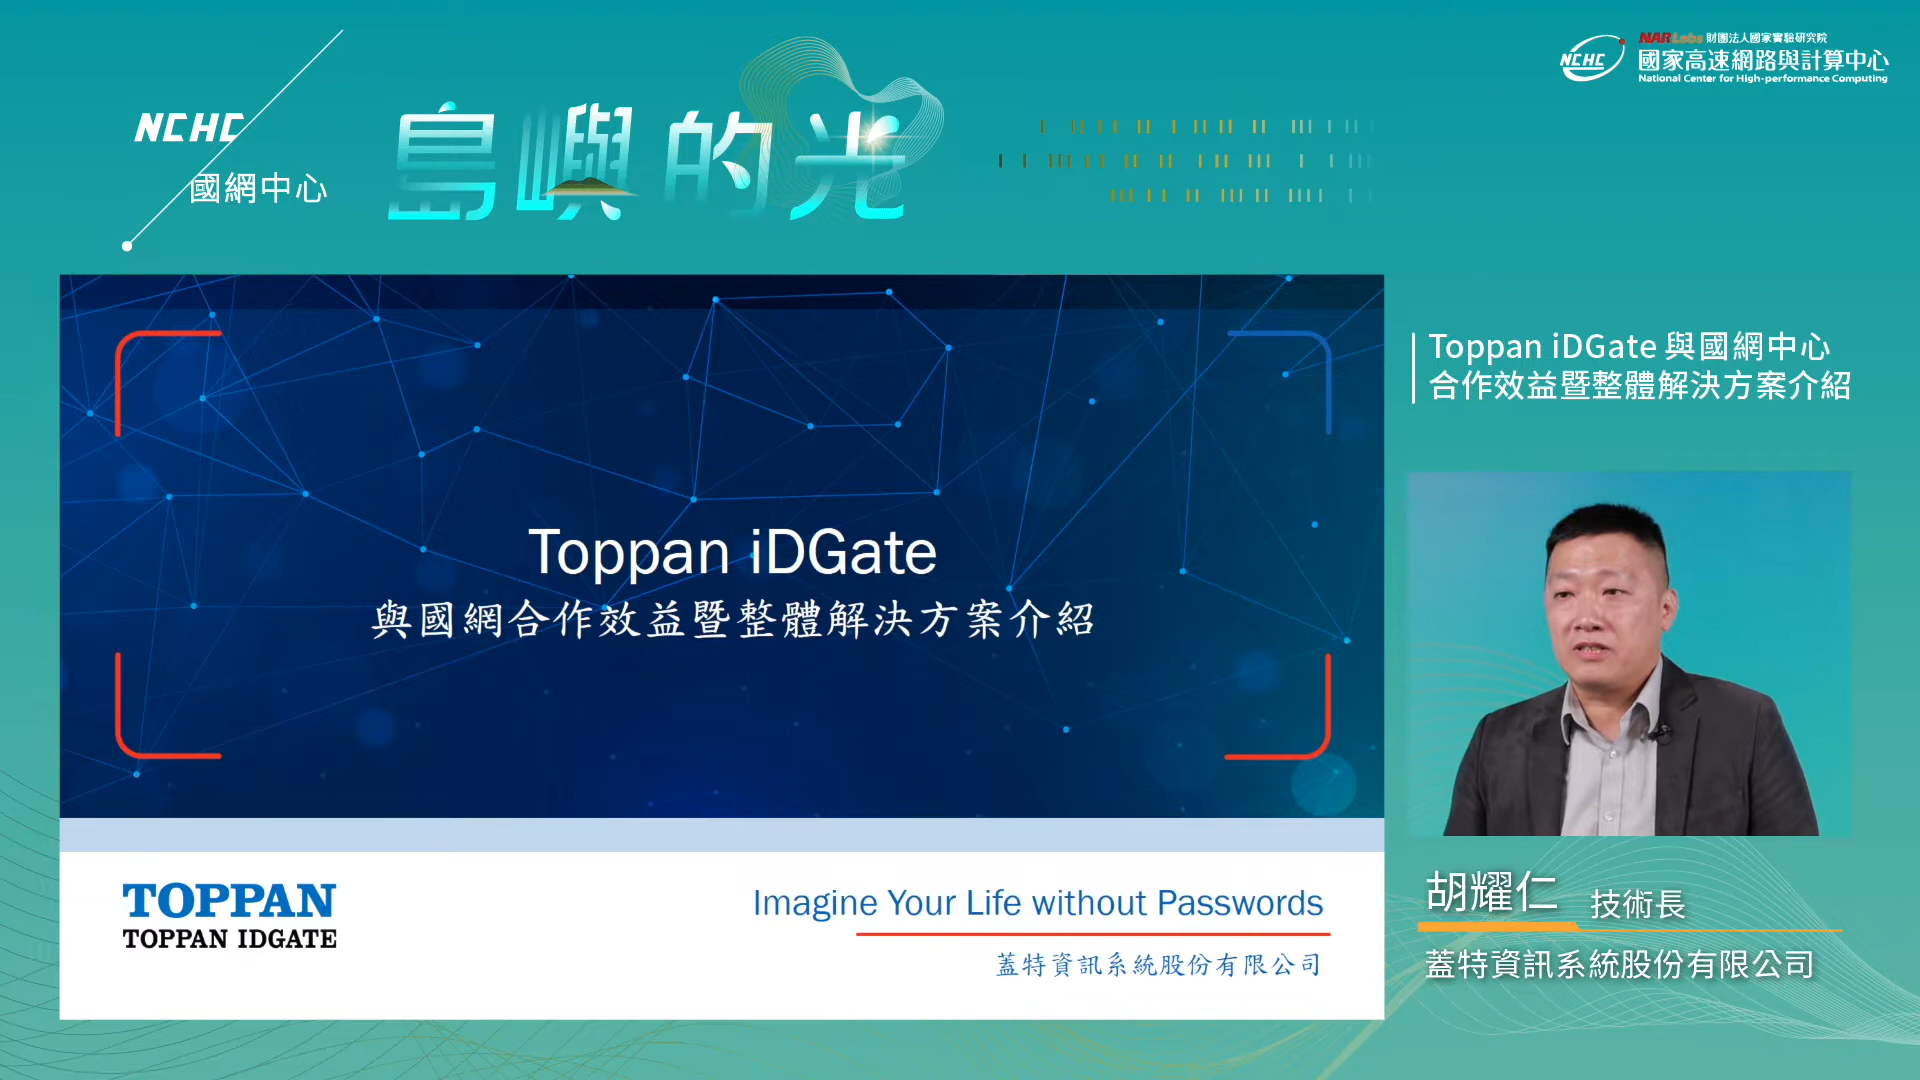 NCHC
國網中心
島嶼的光
NCHC
NARLabs 財團法人國家實驗研究院
國家高速網路與計算中心
National Center for High-performance Computing
Toppan iDGate
與國網合作效益暨整體解決方案介紹
TOPPAN
TOPPAN IDGATE
Imagine Your Life without Passwords
蓋特資訊系統股份有限公司
Toppan iDGate 與國網中心
合作效益暨整體解決方案介紹
胡耀仁 技術長
蓋特資訊系統股份有限公司